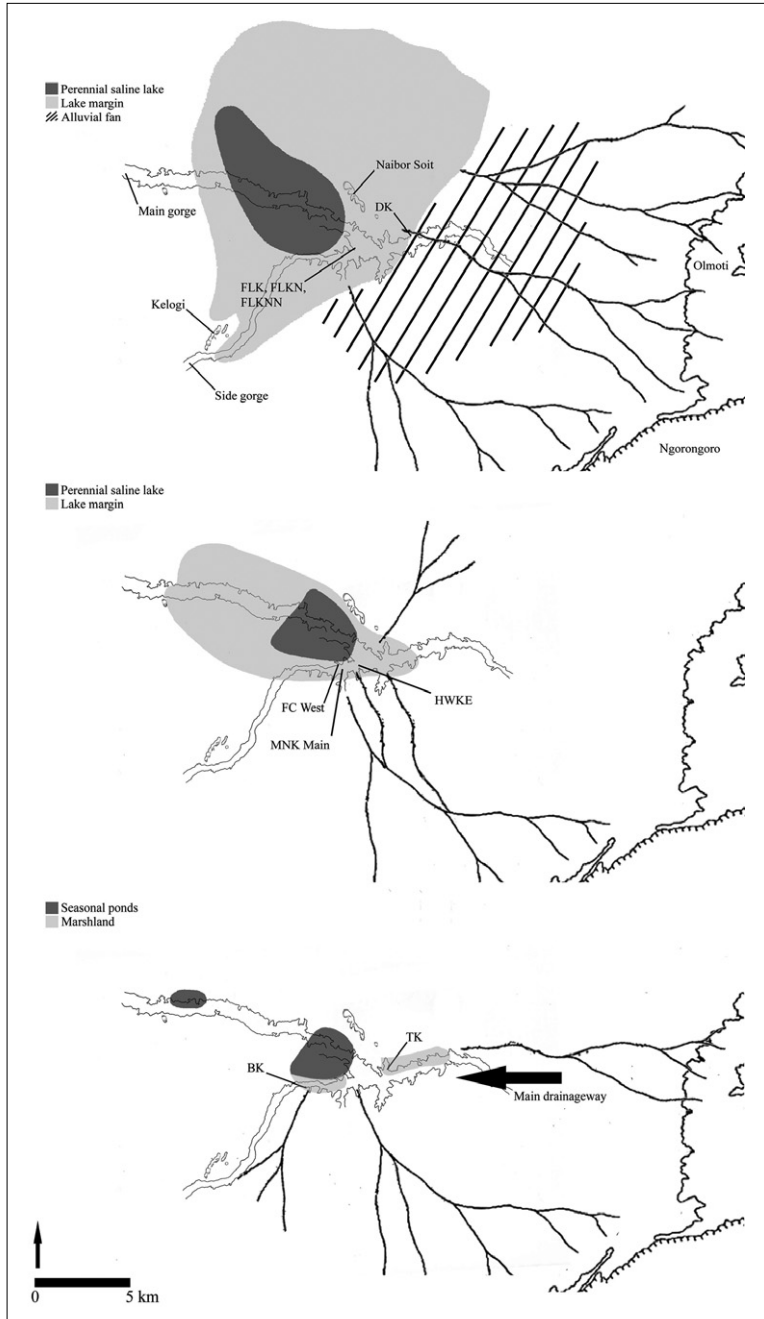 Perennial saline lake
Lake margin
Alluvial fan
Naibor Soit
Main gorge
DK
FLK, FLKN,
FLKNN
Olmoti
Kelogi
Side gorge
Ngorongoro
Perennial saline lake
Lake margin
FC West
HWKE
MNK Main
Seasonal ponds
Marshland
TK
BK
Main drainageway
0 5 km